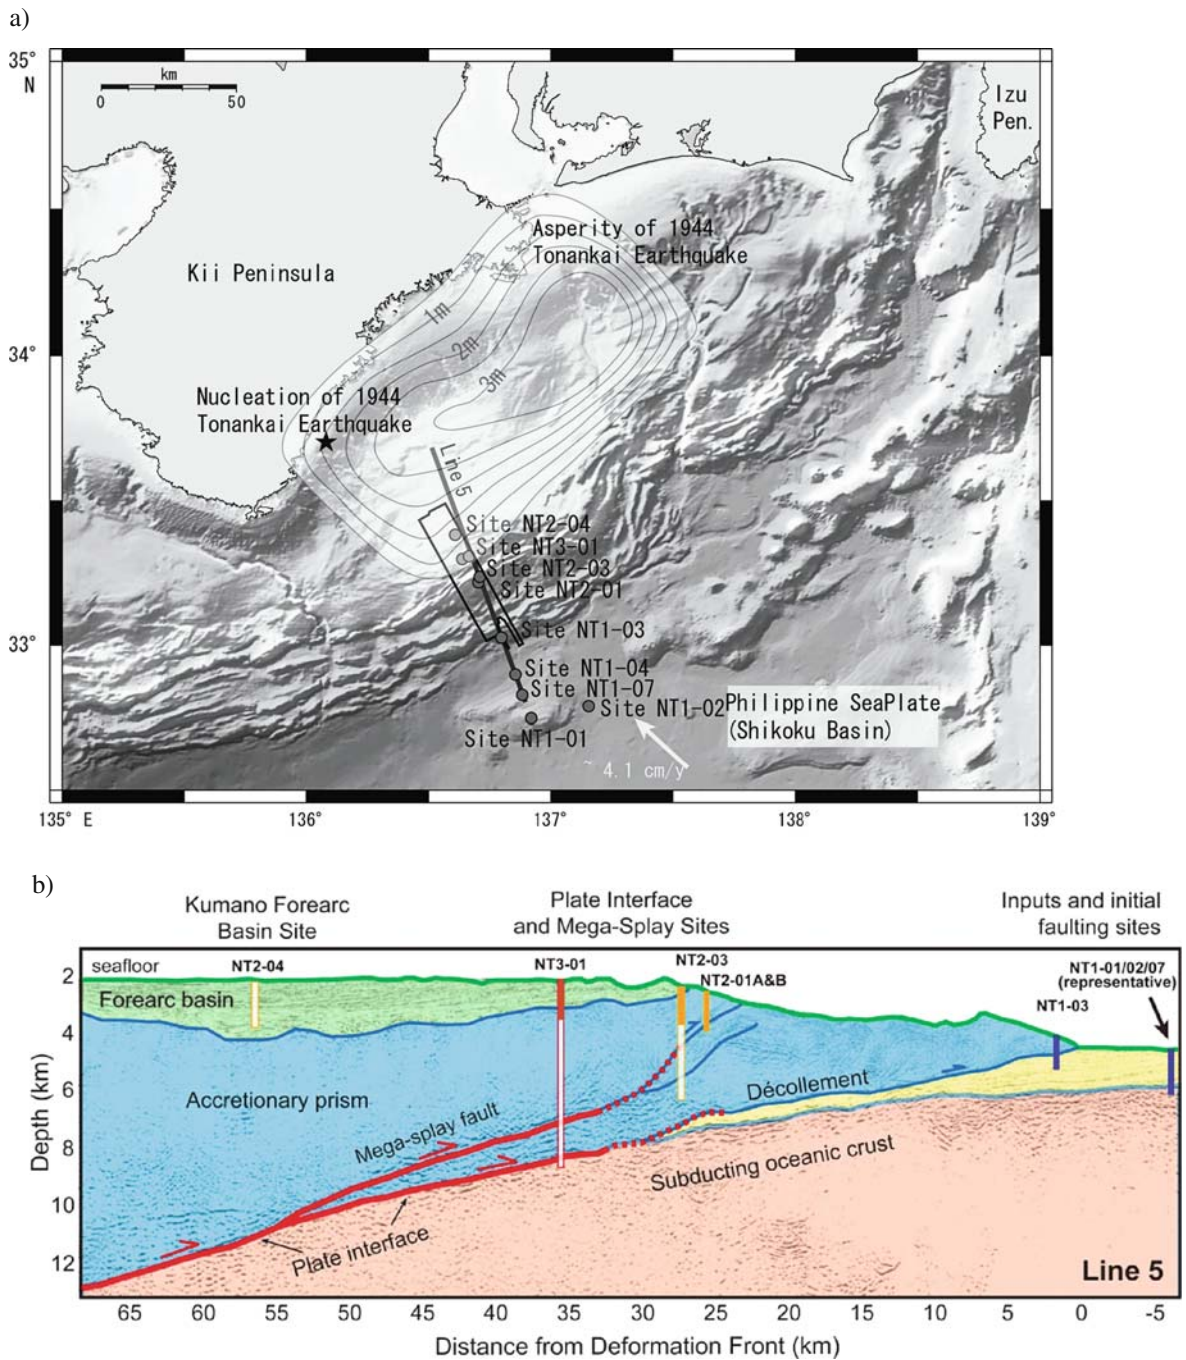 a)
35°
N
km
0 50
Izu
Pen.
Asperity of 1944
Tonankai Earthquake
Kii Peninsula
1m
2m
3m
34°
Nucleation of 1944
Tonankai Earthquake
Line 5
Site NT2-04
Site NT3-01
Site NT2-03
Site NT2-01
33°
Site NT1-03
Site NT1-04
Site NT1-07
Site NT1-02
Philippine SeaPlate
(Shikoku Basin)
Site NT1-01
~ 4.1 cm/y
135° E 136° 137° 138° 139°
b)
Kumano Forearc
Basin Site
Plate Interface
and Mega-Splay Sites
Inputs and initial
faulting sites
seafloor
NT2-04
NT3-01
NT2-03
NT2-01A&B
NT1-01/02/07
(representative)
NT1-03
Forearc basin
Accretionary prism
Mega-splay fault
Décollement
Subducting oceanic crust
Plate interface
Line 5
Depth (km)
2
4
6
8
10
12
65 60 55 50 45 40 35 30 25 20 15 10 5 0 -5
Distance from Deformation Front (km)